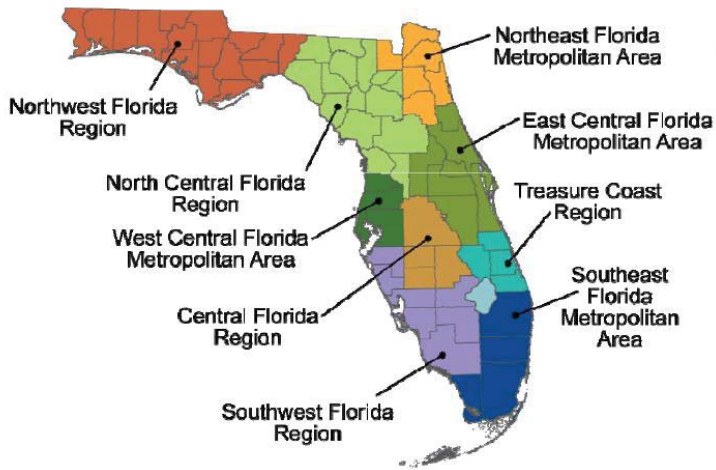 Northeast Florida
Metropolitan Area
Northwest Florida
Region
East Central Florida
Metropolitan Area
North Central Florida
Region
Treasure Coast
Region
West Central Florida
Metropolitan Area
Southeast
Florida
Metropolitan
Area
Central Florida
Region
Southwest Florida
Region